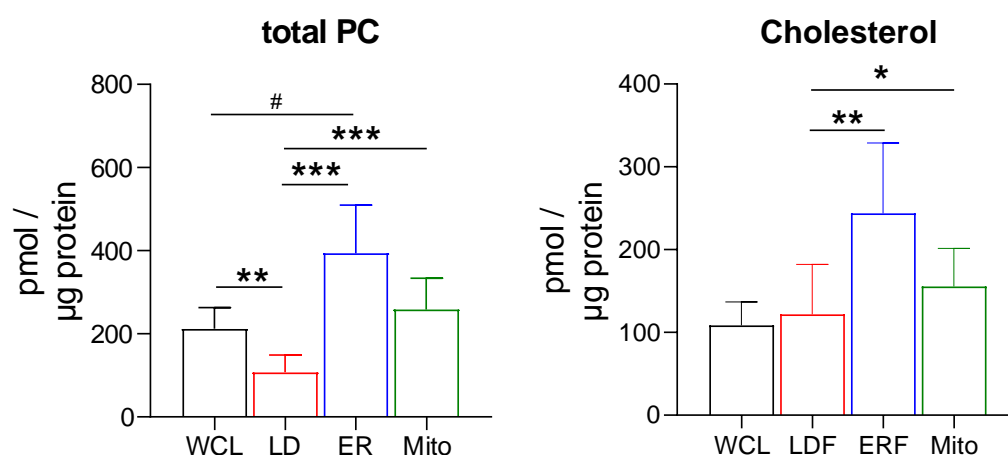 total PC
pmol /
µg protein
800
600
400
200
0
#
***
***
**
WCL LD ER Mito
Cholesterol
pmol /
µg protein
400
300
200
100
0
*
**
WCL LDF ERF Mito